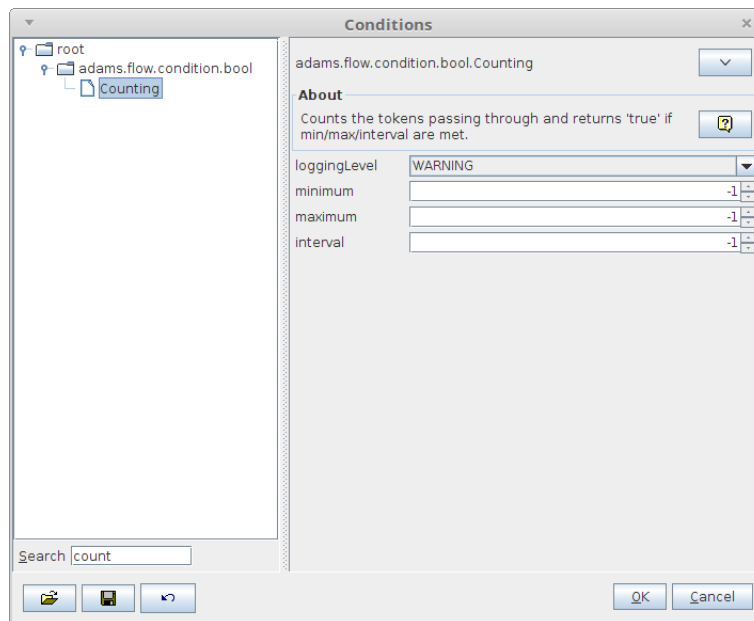 Conditions
root
adams.flow.condition.bool
Counting
adams.flow.condition.bool.Counting
About
Counts the tokens passing through and returns 'true' if
min/max/interval are met.
loggingLevel WARNING
minimum -1
maximum -1
interval -1
Search count
OK Cancel